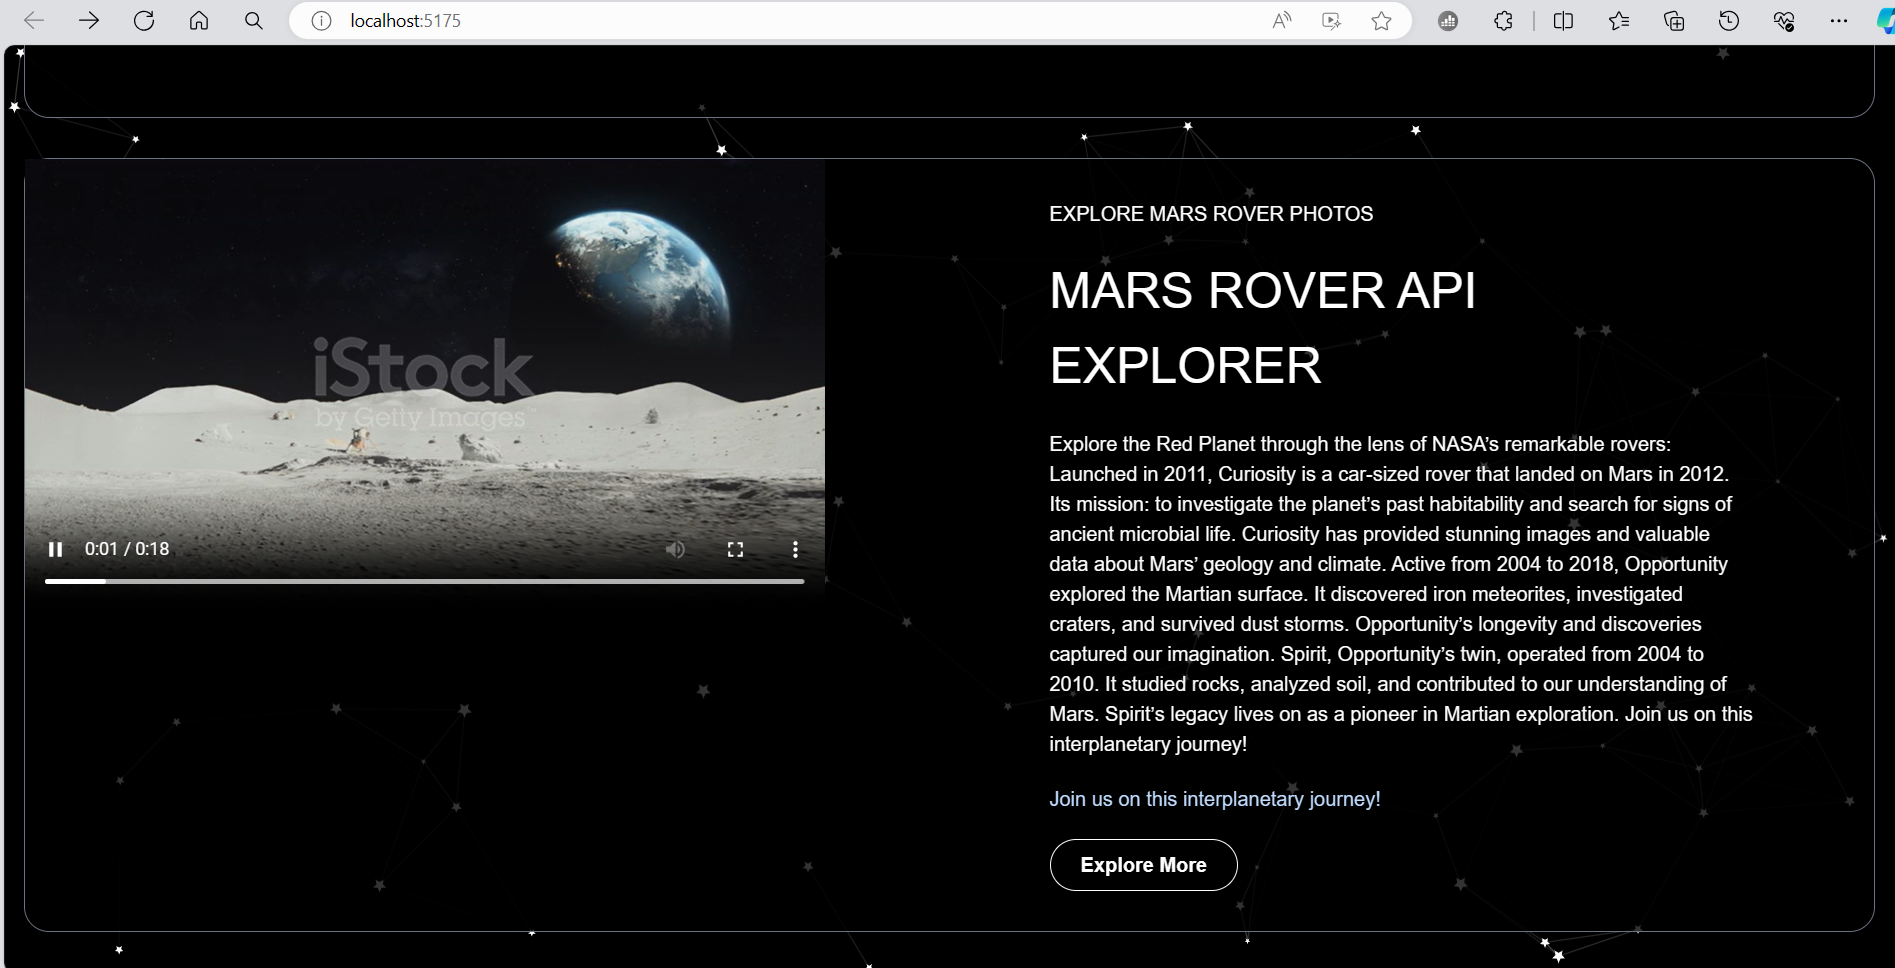 localhost:5175
iStock
by Getty Images™
0:01 / 0:18
EXPLORE MARS ROVER PHOTOS
MARS ROVER API
EXPLORER
Explore the Red Planet through the lens of NASA’s remarkable rovers:
Launched in 2011, Curiosity is a car-sized rover that landed on Mars in 2012.
Its mission: to investigate the planet’s past habitability and search for signs of
ancient microbial life. Curiosity has provided stunning images and valuable
data about Mars’ geology and climate. Active from 2004 to 2018, Opportunity
explored the Martian surface. It discovered iron meteorites, investigated
craters, and survived dust storms. Opportunity’s longevity and discoveries
captured our imagination. Spirit, Opportunity’s twin, operated from 2004 to
2010. It studied rocks, analyzed soil, and contributed to our understanding of
Mars. Spirit’s legacy lives on as a pioneer in Martian exploration. Join us on this
interplanetary journey!
Join us on this interplanetary journey!
Explore More